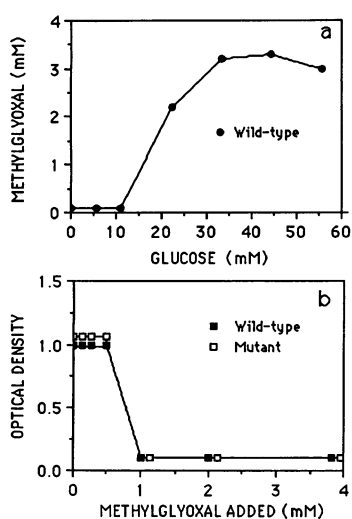 a
METHYLGLYOXAL (mM)
4
3
2
1
0
Wild-type
0 10 20 30 40 50 60
GLUCOSE (mM)
b
OPTICAL DENSITY
1.5
1.0
0.5
0.0
Wild-type
Mutant
0 1 2 3 4
METHYLGLYOXAL ADDED (mM)